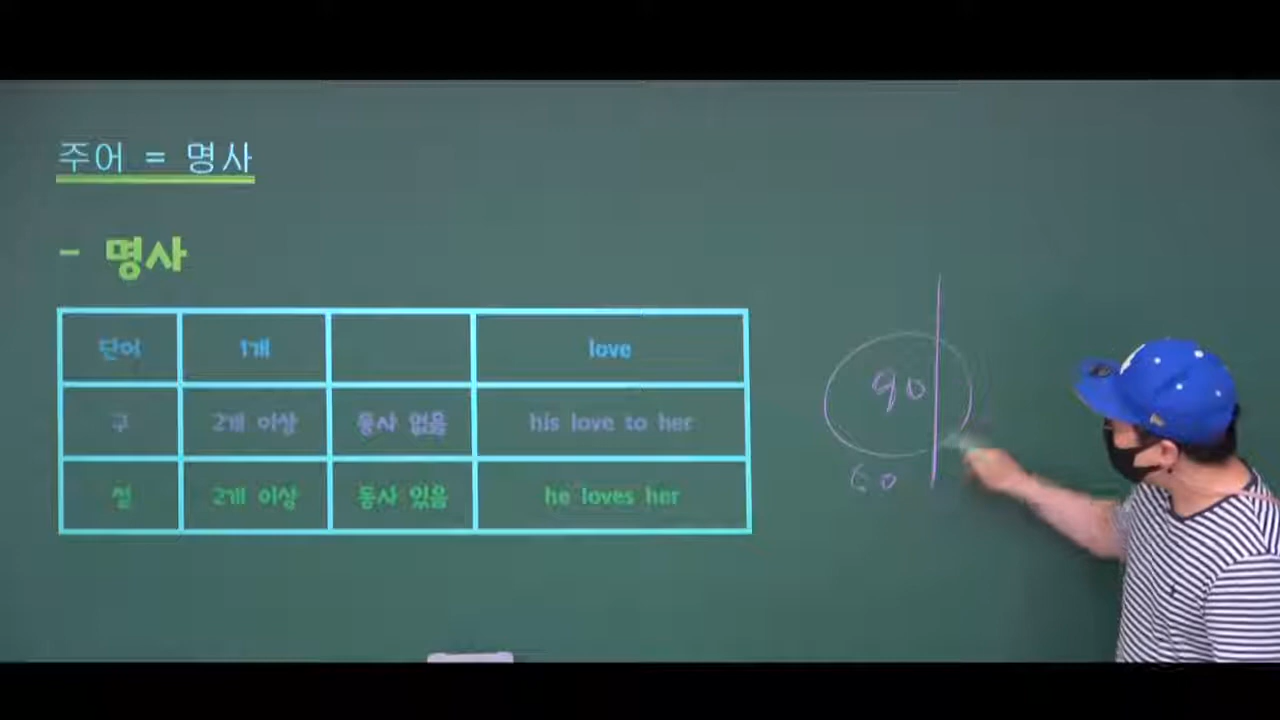 주어 = 명사
- 명사
단어 1개 love
구 2개 이상 동사 없음 his love to her
절 2개 이상 동사 있음 he loves her
90
60